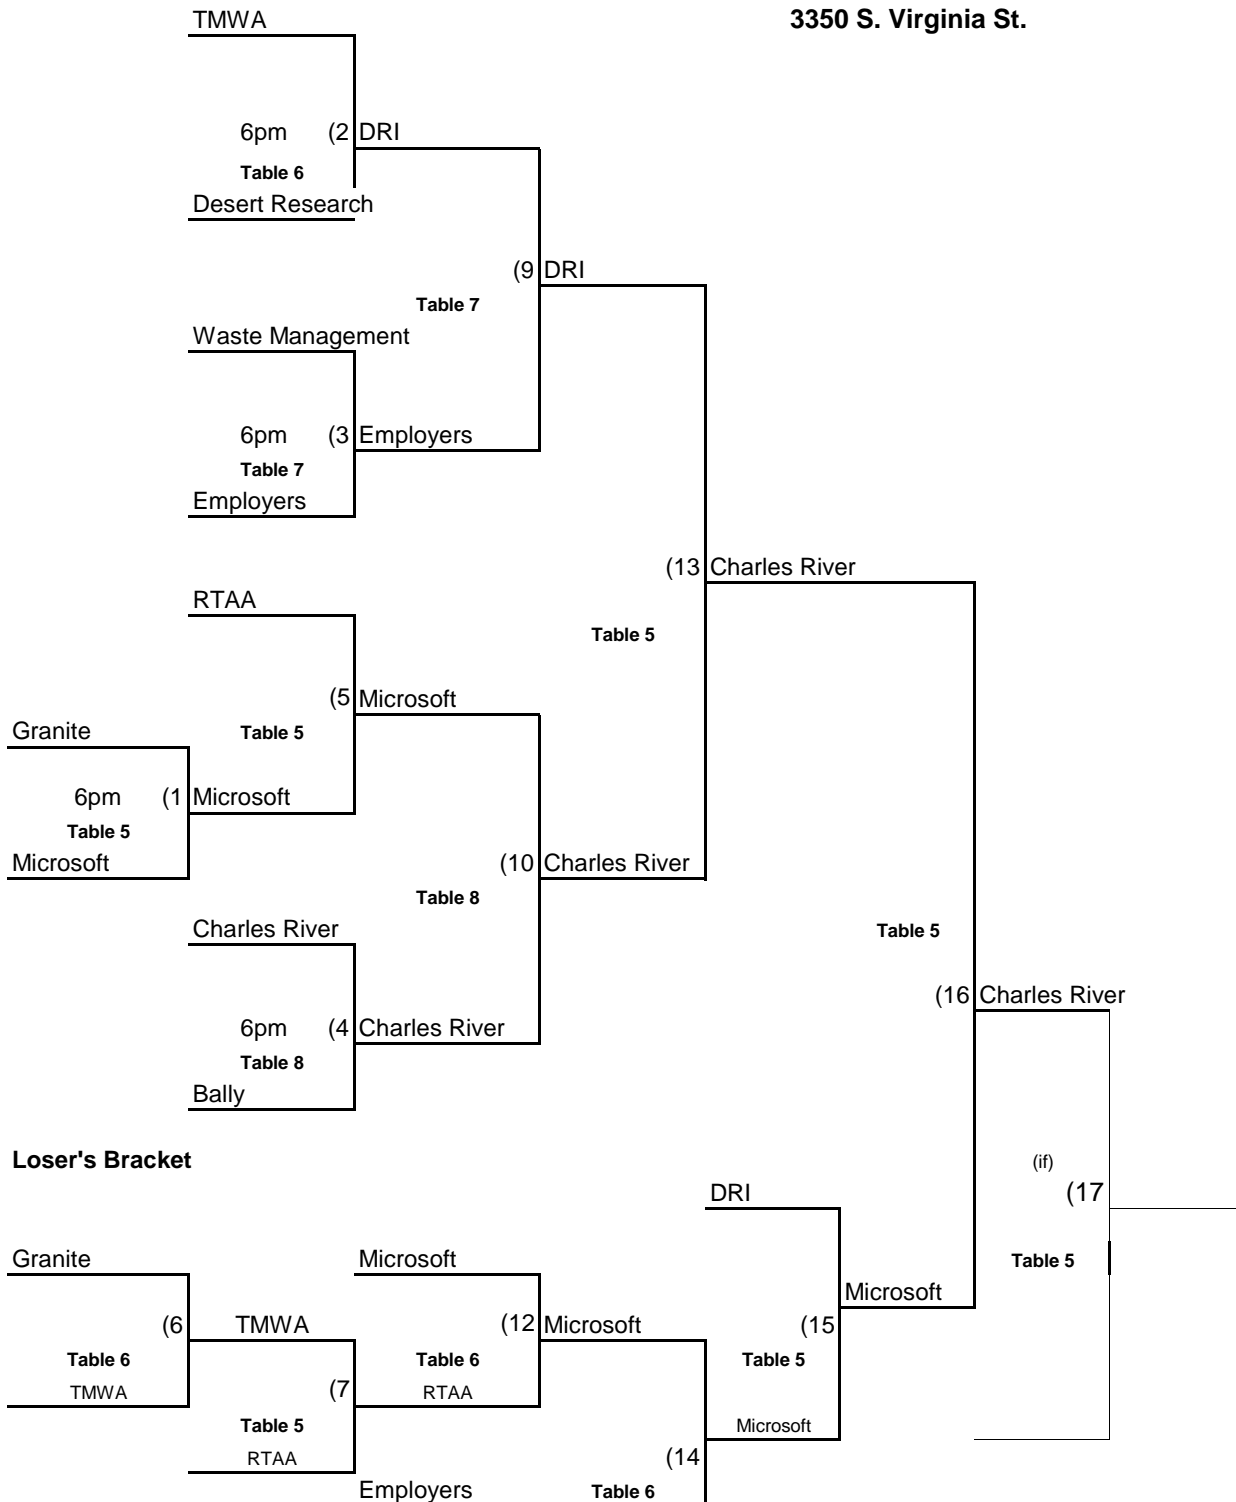 TMWA
3350 S. Virginia St.
6pm (2 DRI
Table 6
Desert Research
(9 DRI
Table 7
Waste Management
6pm (3 Employers
Table 7
Employers
(13 Charles River
RTAA
Table 5
(5 Microsoft
Granite
Table 5
6pm (1 Microsoft
Table 5
Microsoft
(10 Charles River
Table 8
Charles River
Table 5
(16 Charles River
6pm (4 Charles River
Table 8
Bally
Loser's Bracket
(if)
DRI
(17
Granite
Microsoft
Table 5
Microsoft
(6 TMWA
(12 Microsoft
(15
Table 6
Table 6
Table 5
TMWA
(7 RTAA
Table 5
Microsoft
RTAA
(14
Employers
Table 6